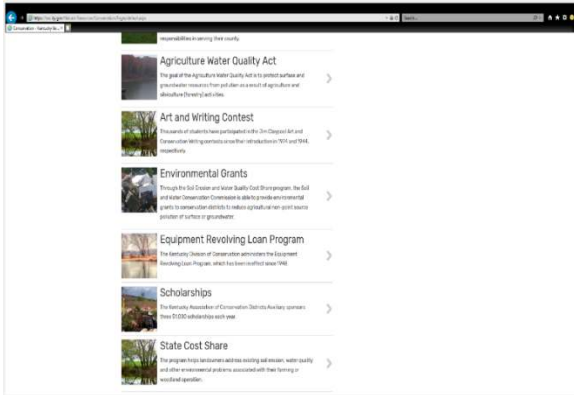 Conservation - Kentucky
responsibilities in serving their county.
Agriculture Water Quality Act
The goal of the Agriculture Water Quality Act is to protect surface and
groundwater resources from pollution as a result of agriculture and
silviculture (forestry) activities.
Art and Writing Contest
Thousands of students have participated in the Jim Claypool Art and
Conservation Writing contests since their introduction in and 1944,
respectively.
Environmental Grants
Through the Soil Erosion and Water Quality Cost Share program, the Soil
and Water Conservation Commission is able to provide environmental
grants to conservation districts to reduce agricultural non-point source
pollution of surface or groundwater.
Equipment Revolving Loan Program
The Kentucky Division of Conservation administers the Equipment
Revolving Loan Program, which has been in effect since 1948.
Scholarships
The Kentucky Association of Conservation Districts Auxiliary sponsors
three $1,000 scholarships each year.
State Cost Share
The program helps landowners address existing soil erosion, water quality
and other environmental problems associated with their farming or
woodland operation.